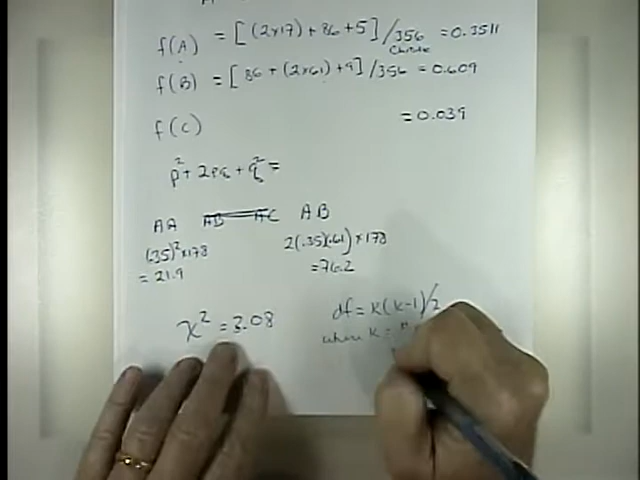 f(A) = [(2x17) + 86 + 5] / 356 = 0.3511
f(B) = [86 + (2x61) + 9] / 356 = 0.609
f(C) = 0.039
p² + 2pq + q² =
AA AB AC AB
(.35)² x 178 2(.35)(.61) x 178
= 21.9 = 76.2
χ² = 3.08 df = k(k-1)/2
where k = #